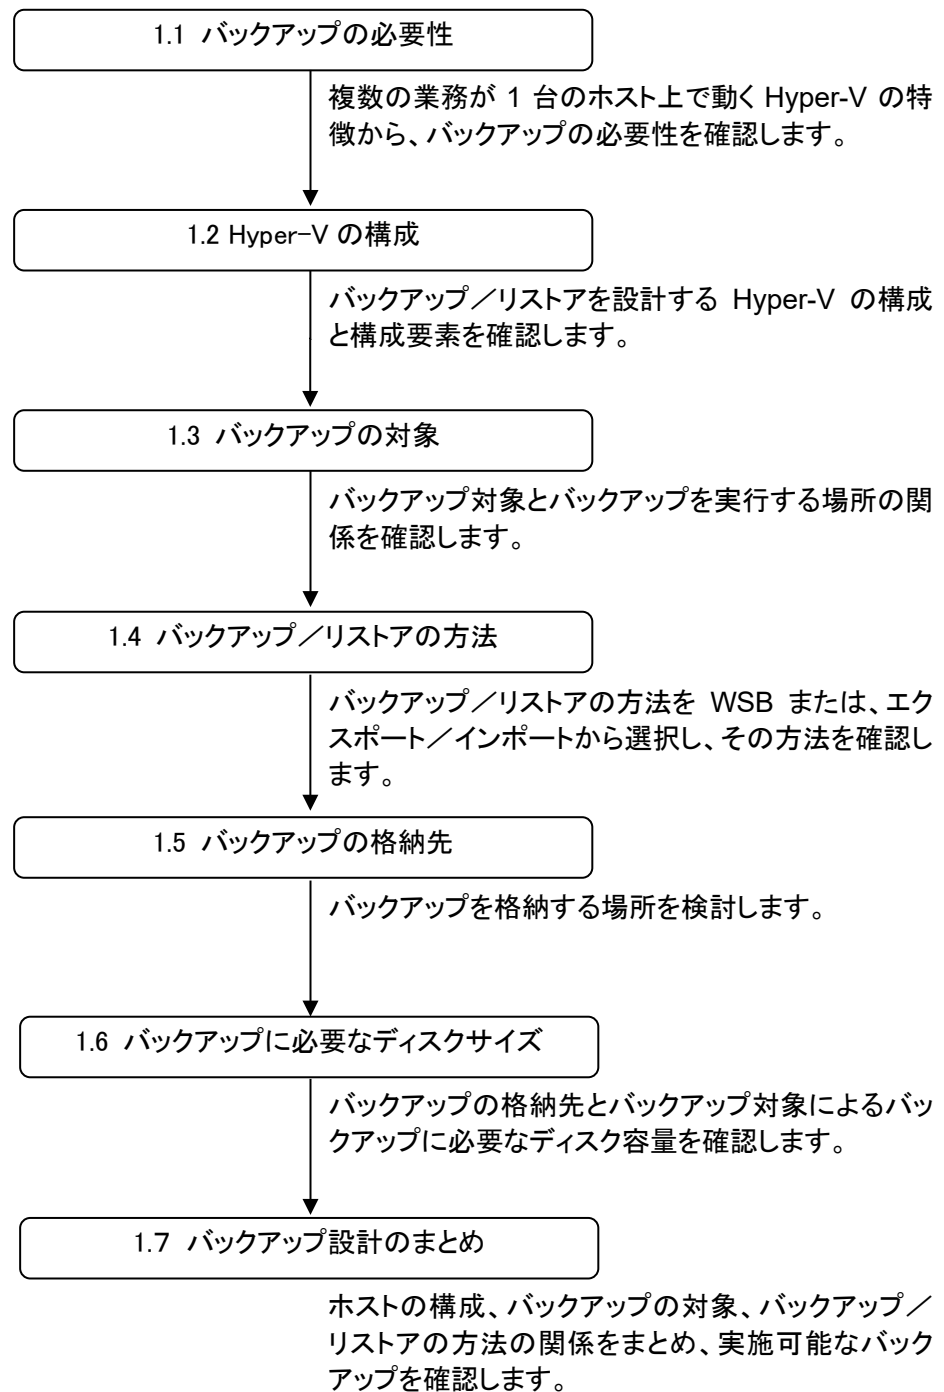 1.1 バックアップの必要性
複数の業務が 1 台のホスト上で動く Hyper-V の特
徴から、バックアップの必要性を確認します。
1.2 Hyper-V の構成
バックアップ／リストアを設計する Hyper-V の構成
と構成要素を確認します。
1.3 バックアップの対象
バックアップ対象とバックアップを実行する場所の関
係を確認します。
1.4 バックアップ／リストアの方法
バックアップ／リストアの方法を WSB または、エク
スポート／インポートから選択し、その方法を確認し
ます。
1.5 バックアップの格納先
バックアップを格納する場所を検討します。
1.6 バックアップに必要なディスクサイズ
バックアップの格納先とバックアップ対象によるバッ
クアップに必要なディスク容量を確認します。
1.7 バックアップ設計のまとめ
ホストの構成、バックアップの対象、バックアップ／
リストアの方法の関係をまとめ、実施可能なバック
アップを確認します。